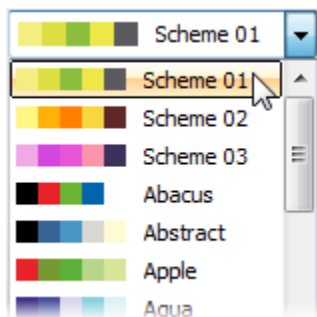 Scheme 01
Scheme 01
Scheme 02
Scheme 03
Abacus
Abstract
Apple
Aqua